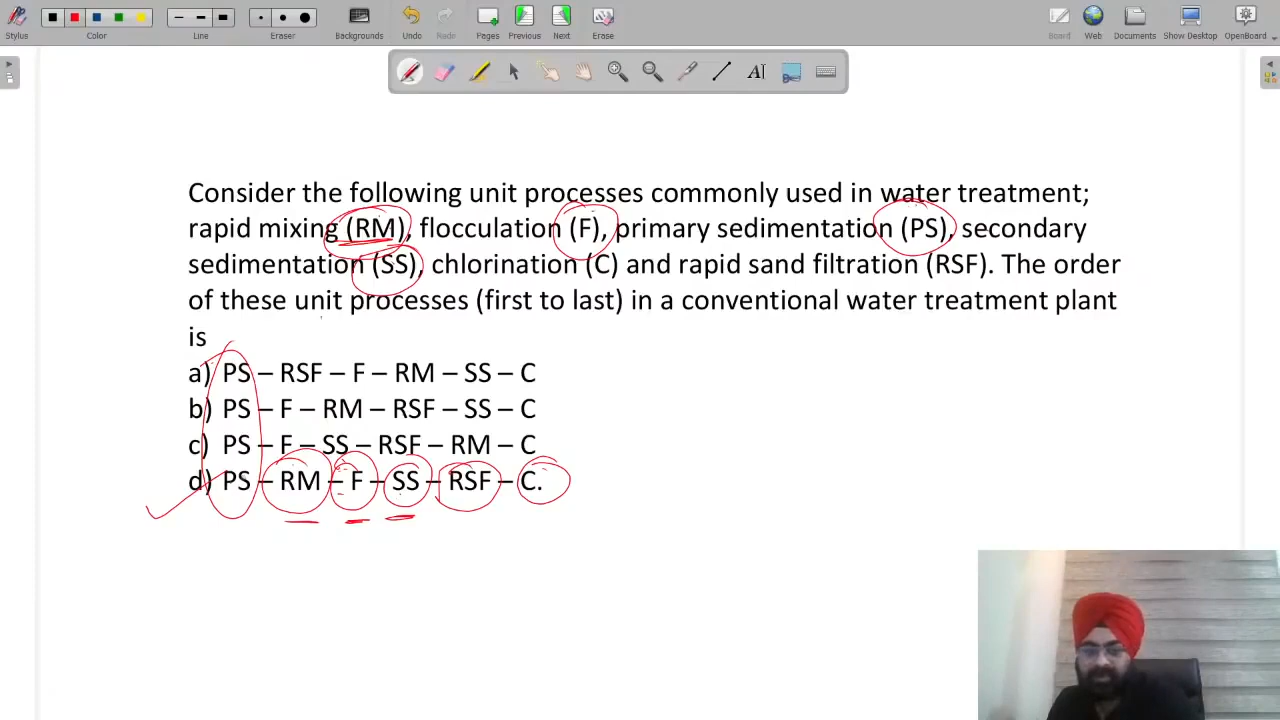 Stylus Color Line Eraser Backgrounds Undo Redo Pages Previous Next Erase Board Web Documents Show Desktop OpenBoard
Consider the following unit processes commonly used in water treatment;
rapid mixing (RM), flocculation (F), primary sedimentation (PS), secondary
sedimentation (SS), chlorination (C) and rapid sand filtration (RSF). The order
of these unit processes (first to last) in a conventional water treatment plant
is
a) PS – RSF – F – RM – SS – C
b) PS – F – RM – RSF – SS – C
c) PS – F – SS – RSF – RM – C
d) PS – RM – F – SS – RSF – C.